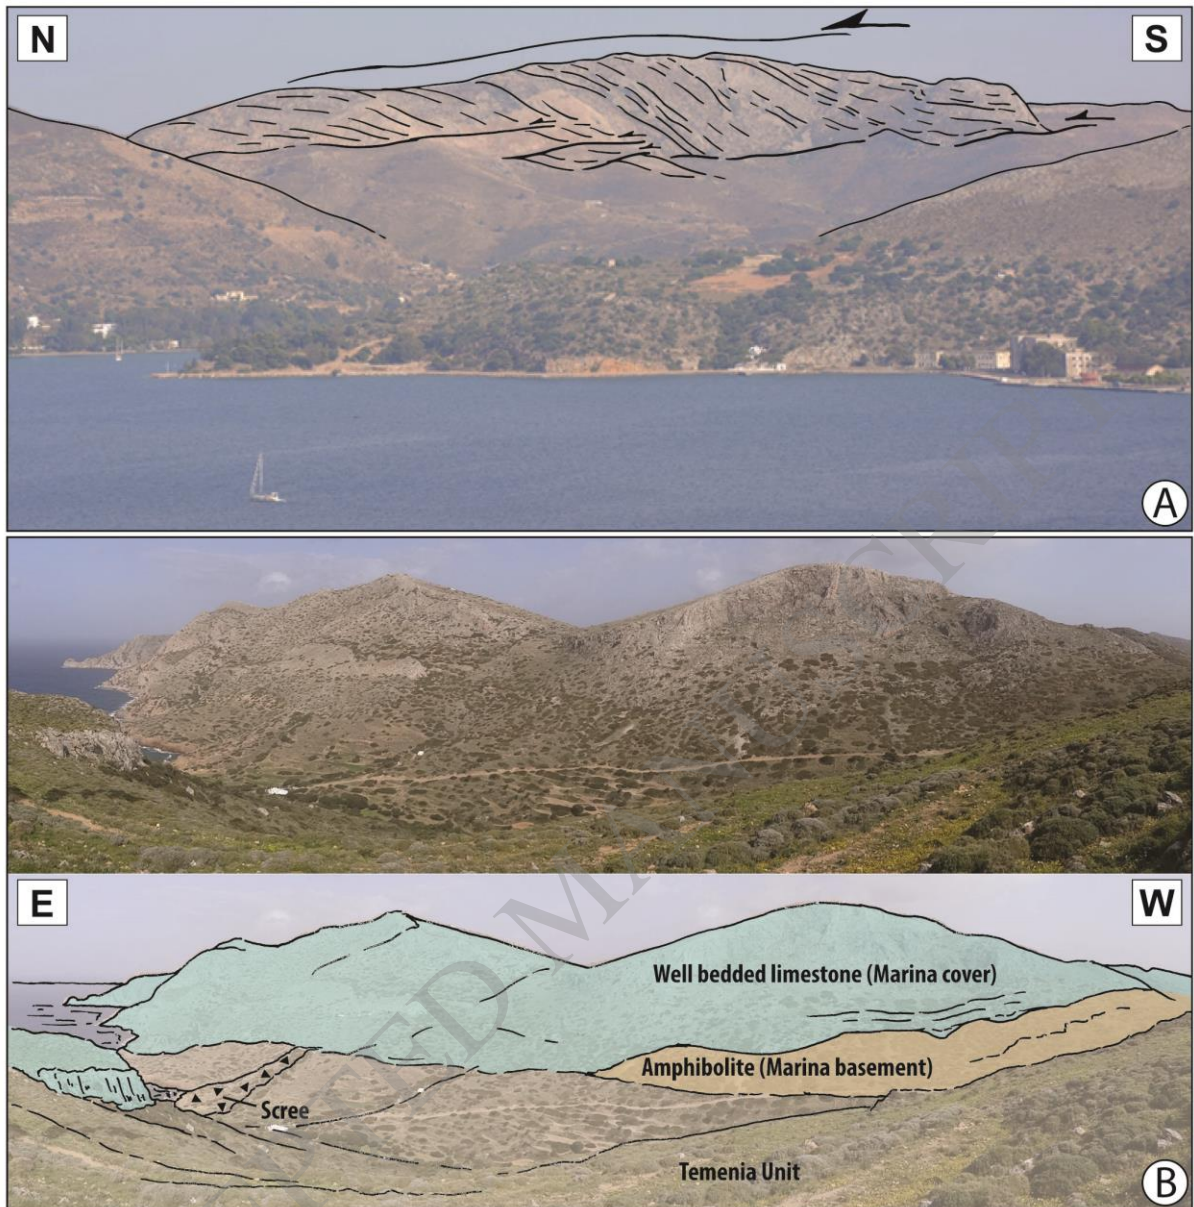 N
S
A
E
W
Well bedded limestone (Marina cover)
Amphibolite (Marina basement)
Scree
Temenia Unit
B